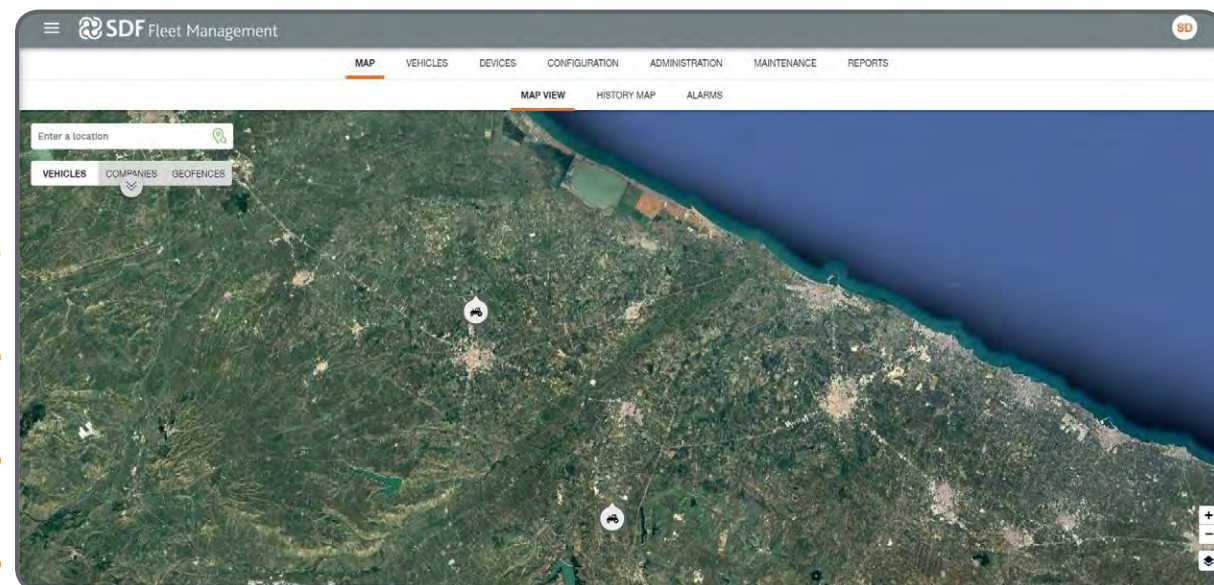 SDF Fleet Management
SD
MAP VEHICLES DEVICES CONFIGURATION ADMINISTRATION MAINTENANCE REPORTS
MAP VIEW HISTORY MAP ALARMS
Enter a location
VEHICLES COMPANIES GEOFENCES
+
−